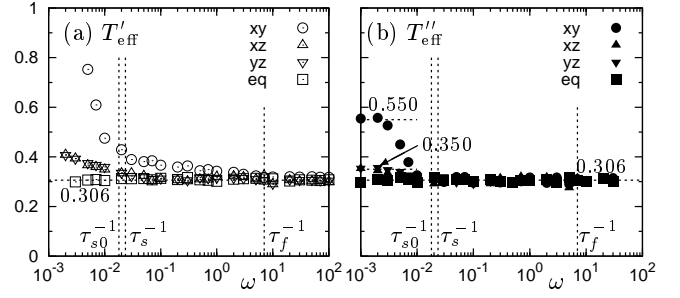 (a) T′eff
xy
xz
yz
eq
1
0.8
0.6
0.4
0.2
0
0.306
τs0⁻¹ τs⁻¹ τf⁻¹
10⁻³ 10⁻² 10⁻¹ 10⁰ 10¹ 10²
ω
(b) T″eff
xy
xz
yz
eq
0.550
0.350
0.306
τs0⁻¹ τs⁻¹ τf⁻¹
10⁻³ 10⁻² 10⁻¹ 10⁰ 10¹ 10²
ω